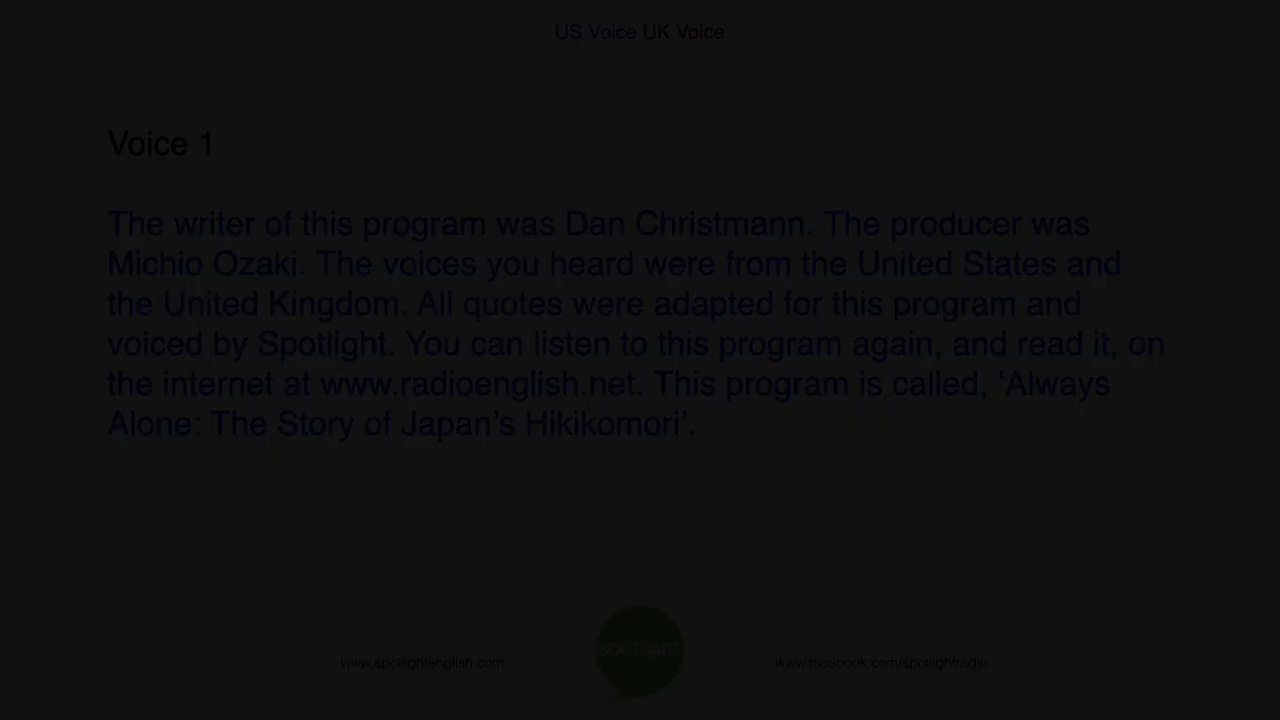 US Voice UK Voice
Voice 1
The writer of this program was Dan Christmann. The producer was
Michio Ozaki. The voices you heard were from the United States and
the United Kingdom. All quotes were adapted for this program and
voiced by Spotlight. You can listen to this program again, and read it, on
the internet at www.radioenglish.net. This program is called, ‘Always
Alone: The Story of Japan’s Hikikomori’.
spotlight
www.spotlightenglish.com
www.facebook.com/spotlightradio